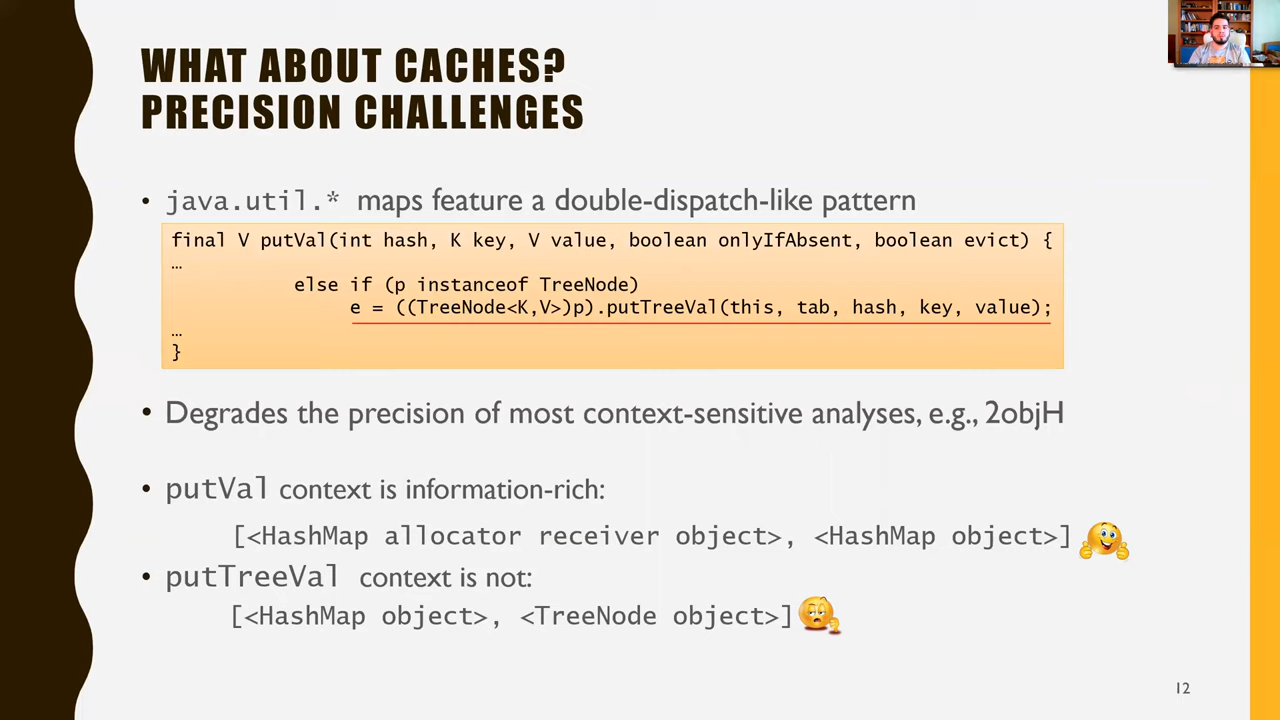 WHAT ABOUT CACHES?
PRECISION CHALLENGES
• java.util.* maps feature a double-dispatch-like pattern
final V putVal(int hash, K key, V value, boolean onlyIfAbsent, boolean evict) {
…
else if (p instanceof TreeNode)
e = ((TreeNode<K,V>)p).putTreeVal(this, tab, hash, key, value);
…
}
• Degrades the precision of most context-sensitive analyses, e.g., 2objH
• putVal context is information-rich:
[<HashMap allocator receiver object>, <HashMap object>]
• putTreeVal context is not:
[<HashMap object>, <TreeNode object>]
12